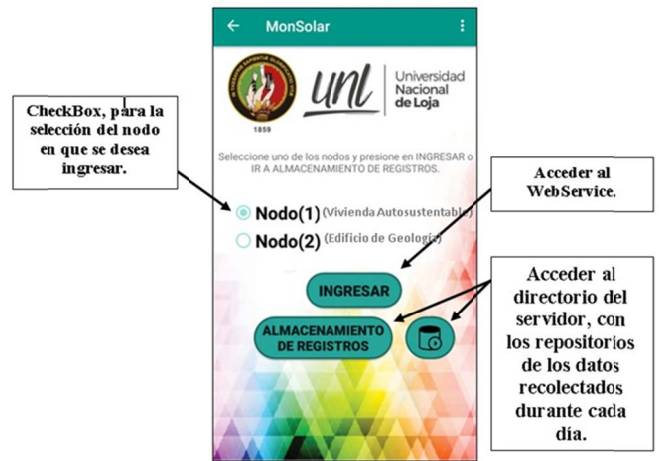 MonSolar
unl
Universidad
Nacional
de Loja
1859
Seleccione uno de los nodos y presione en INGRESAR o
IR A ALMACENAMIENTO DE REGISTROS.
Nodo(1) (Vivienda Autosustentable)
Nodo(2) (Edificio de Geología)
INGRESAR
ALMACENAMIENTO
DE REGISTROS
CheckBox, para la
selección del nodo
en que se desea
ingresar.
Acceder al
WebService.
Acceder al
directorio del
servidor, con
los repositorios
de los datos
recolectados
durante cada
día.